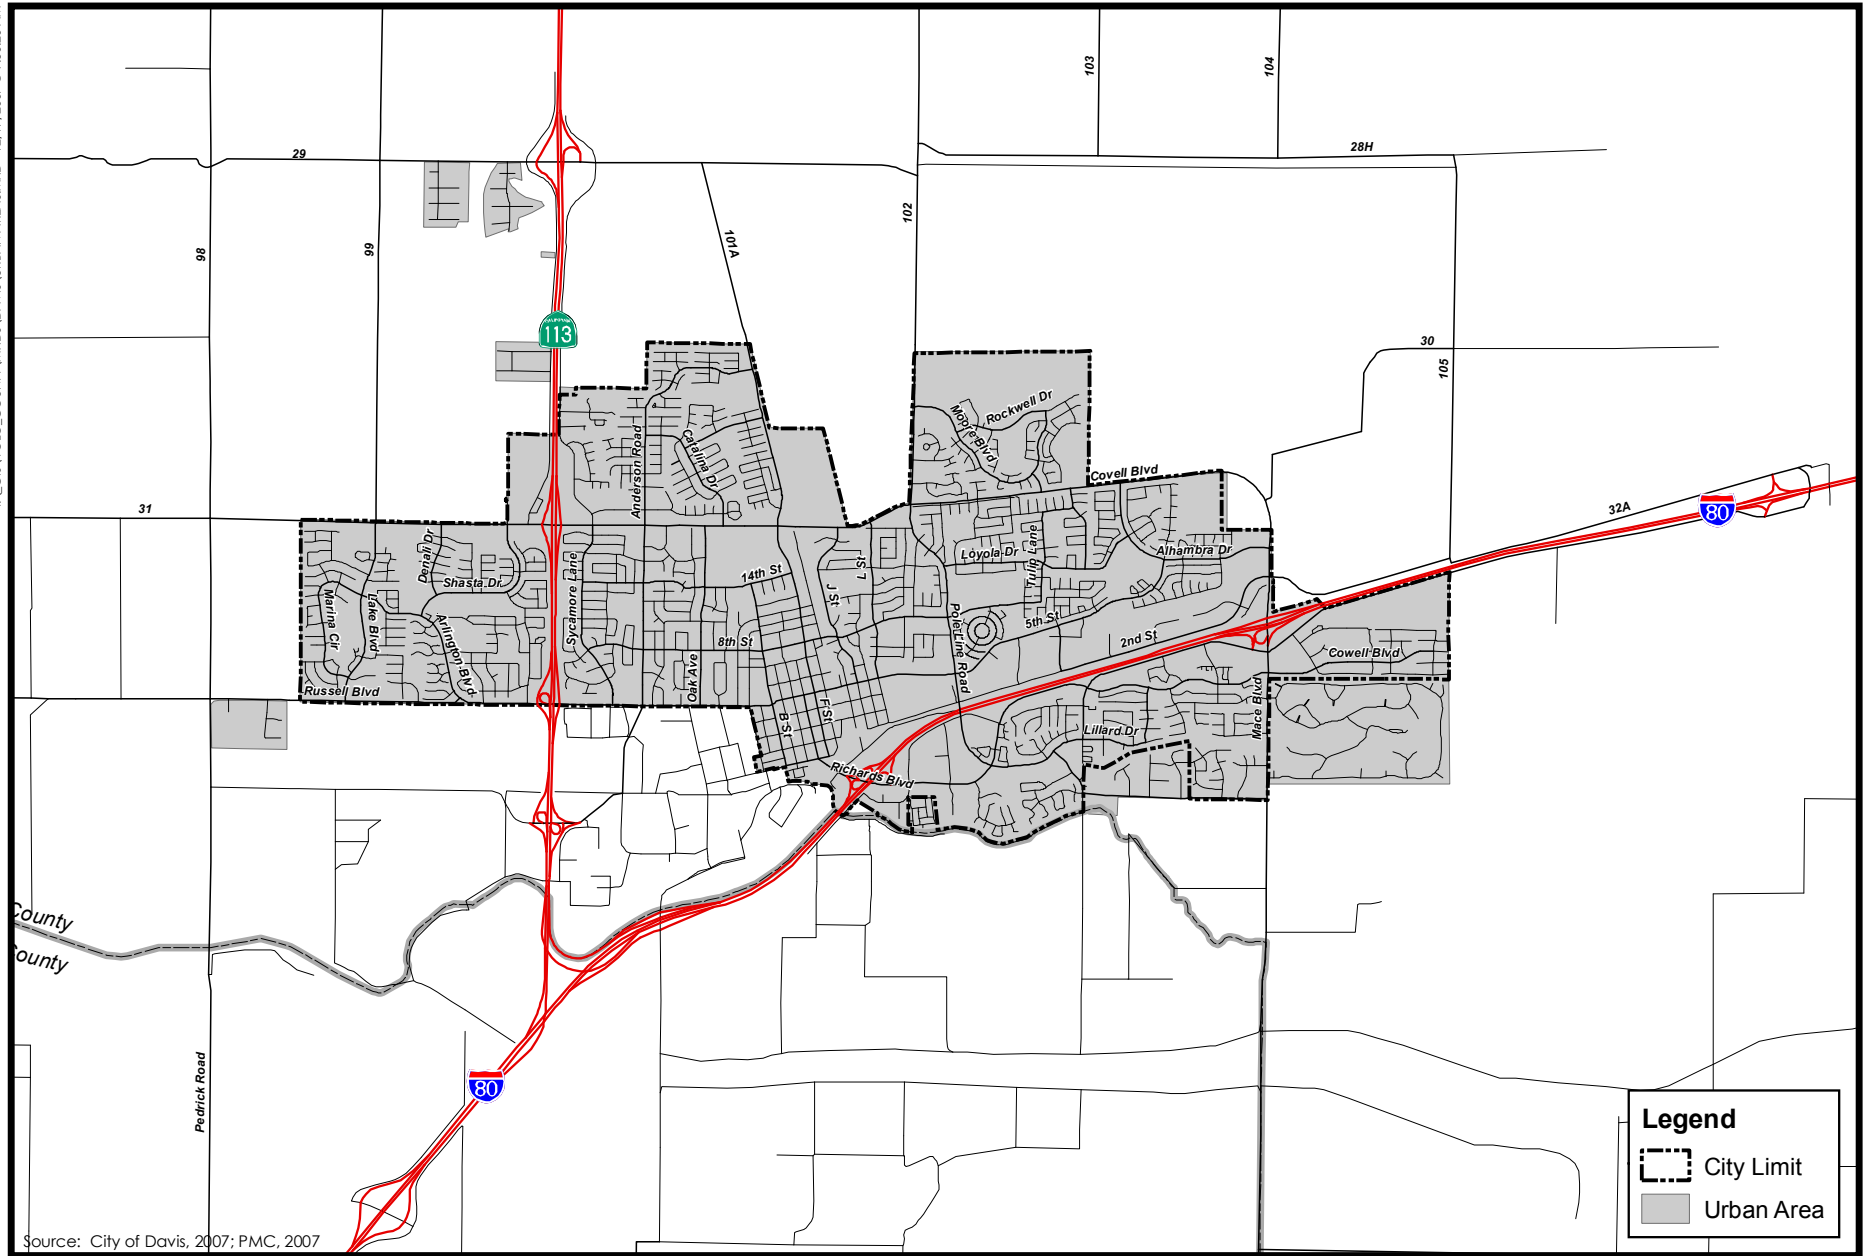 103
104
29
28H
102
101A
98
99
113
30
105
Rockwell Dr
Moore Blvd
Catalina Dr
Anderson Road
Covell Blvd
31
32A
80
Denali Dr
Shasta Dr
Sycamore Lane
14th St
L St
J St
Loyola Dr
Tulip Lane
Alhambra Dr
Marina Cir
Lake Blvd
Arlington Blvd
8th St
Oak Ave
Pole Line Road
5th St
2nd St
Cowell Blvd
Russell Blvd
B St
F St
Mace Blvd
Lillard Dr
Richards Blvd
County
County
Pedrick Road
80
Legend
City Limit
Urban Area
Source: City of Davis, 2007; PMC, 2007